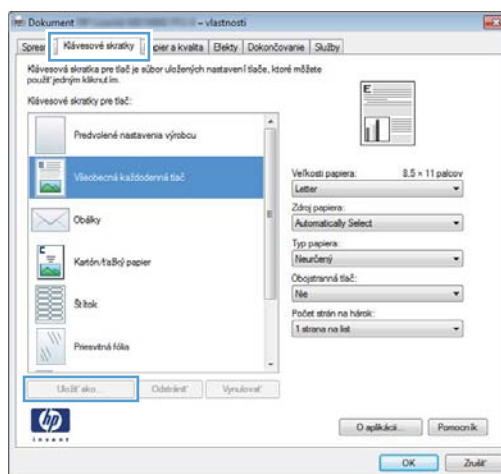 Dokument – vlastnosti
Klávesové skratky
pier a kvalita
Efekty
Dokončovanie
Služby
Klávesová skratka pre tlač je súbor uložených nastavení tlače, ktoré môžete
použiť jedným kliknutím.
Klávesové skratky pre tlač:
Predvolené nastavenia výrobcu
Všeobecná každodenná tlač
Obálky
Kartón/ťažký papier
Štítok
Priesvitná fólia
E
E
Veľkosti papiera:
8.5 × 11 palcov
Letter
Zdroj papiera:
Automatically Select
Typ papiera:
Neurčený
Obojstranná tlač:
Nie
Počet strán na hárok:
1 strana na list
Uložiť ako...
Odstrániť
Vynulovať
hp
invent
O aplikácii...
Pomocník
OK
Zrušiť